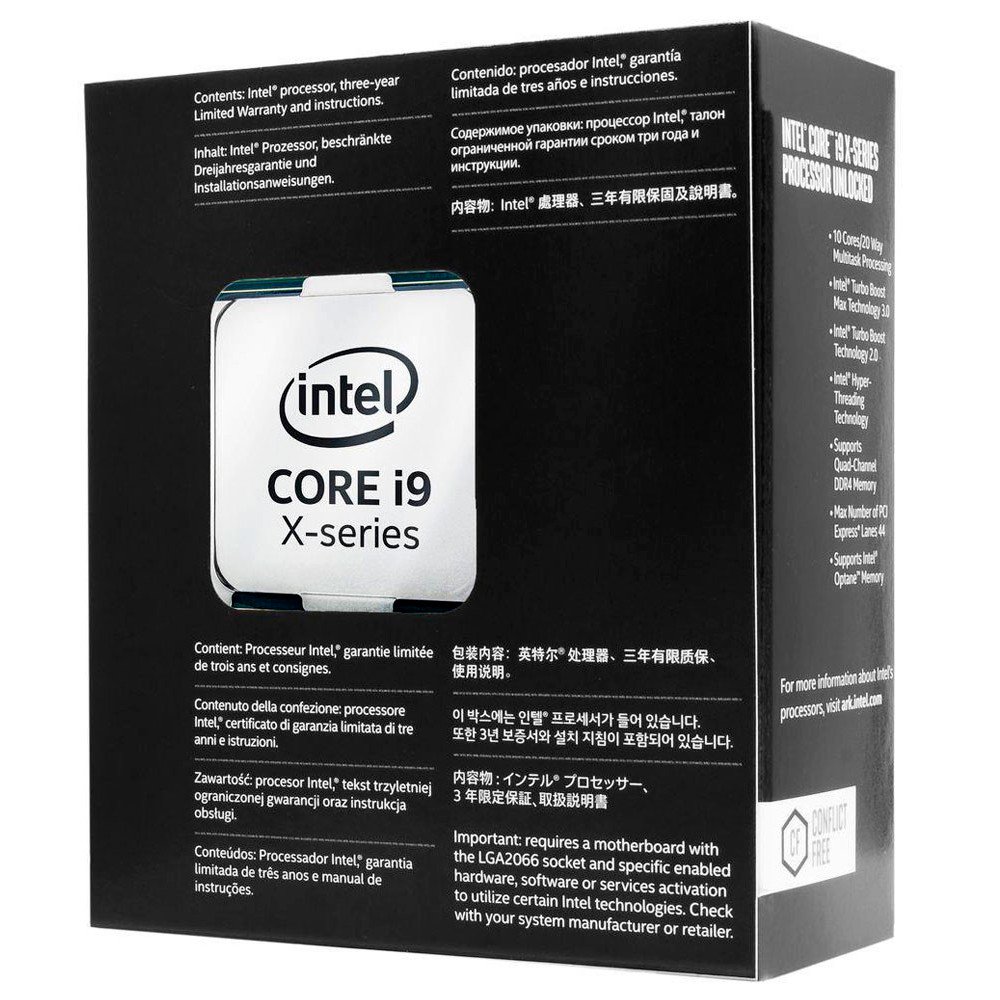 Contents: Intel® processor, three-year
Limited Warranty and instructions.
Inhalt: Intel® Prozessor, beschränkte
Dreijahresgarantie und
Installationsanweisungen.
Contenido: procesador Intel,® garantía
limitada de tres años e instrucciones.
Содержимое упаковки: процессор Intel,® талон
ограниченной гарантии сроком три года и
инструкции.
内容物: Intel® 處理器、三年有限保固及說明書。
intel
CORE i9
X-series
Contient: Processeur Intel,® garantie limitée
de trois ans et consignes.
Contenuto della confezione: processore
Intel,® certificato di garanzia limitata di tre
anni e istruzioni.
Zawartość: procesor Intel,® tekst trzyletniej
ograniczonej gwarancji oraz instrukcja
obsługi.
Conteúdos: Processador Intel,® garantia
limitada de três anos e manual de
instruções.
包装内容: 英特尔® 处理器、三年有限质保、
使用说明。
이 박스에는 인텔® 프로세서가 들어 있습니다.
또한 3년 보증서와 설치 지침이 포함되어 있습니다.
内容物 : インテル® プロセッサー、
3 年限定保証、取扱説明書
Important: requires a motherboard with
the LGA2066 socket and specific enabled
hardware, software or services activation
to utilize certain Intel technologies. Check
with your system manufacturer or retailer.
INTEL® CORE™ i9 X-SERIES
PROCESSOR UNLOCKED
• 10 Cores/20 Way
Multitask Processing
• Intel® Turbo Boost
Max Technology 3.0
• Intel® Turbo Boost
Technology 2.0
• Intel® Hyper-
Threading
Technology
• Supports
Quad-Channel
DDR4 Memory
• Max Number of PCI
Express® Lanes 44
• Supports Intel®
Optane™ Memory
For more information about Intel's
processors, visit ark.intel.com
CF
CONFLICT
FREE